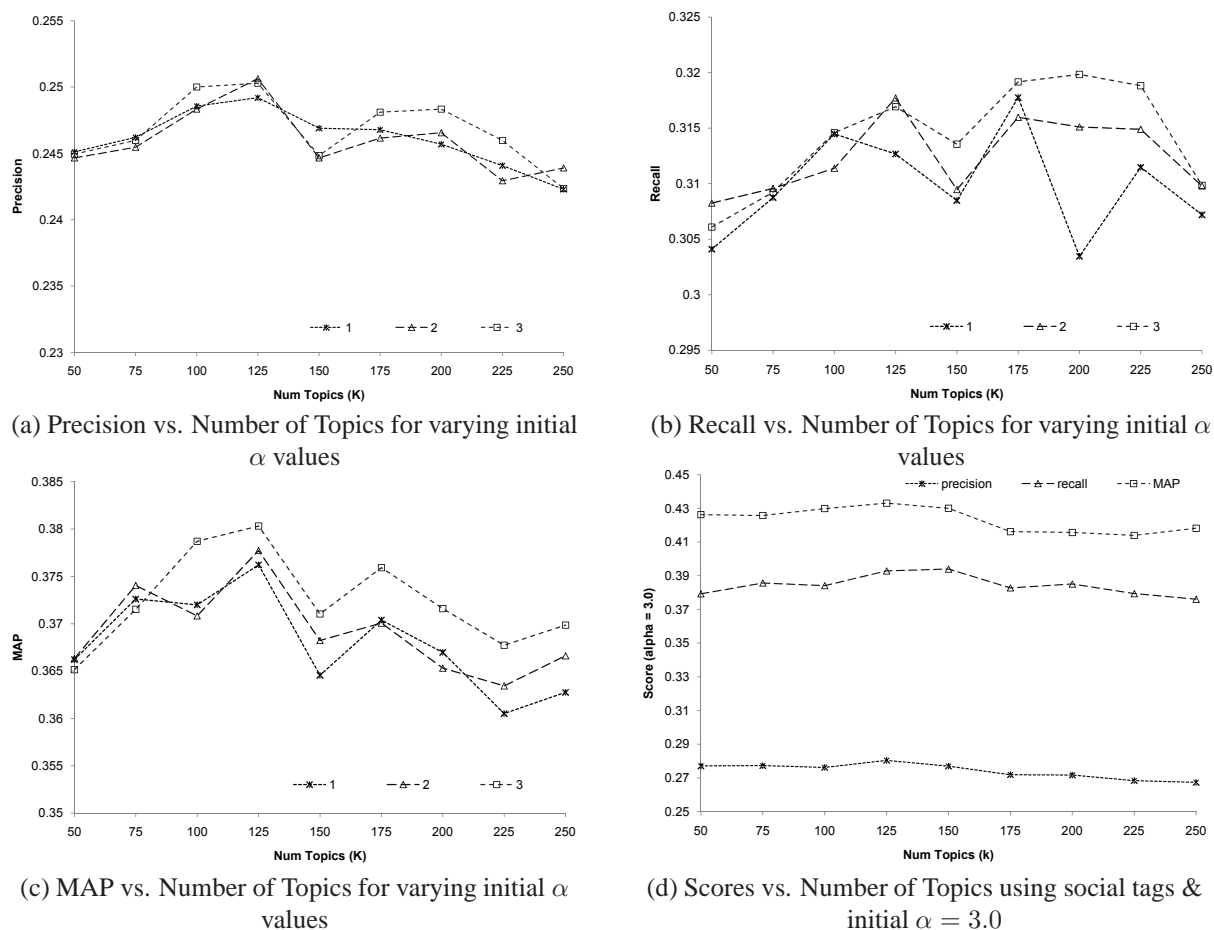 0.255
0.25
0.245
0.24
0.235
0.23
Precision
50 75 100 125 150 175 200 225 250
Num Topics (K)
1 2 3
(a) Precision vs. Number of Topics for varying initial
α values
0.325
0.32
0.315
0.31
0.305
0.3
0.295
Recall
50 75 100 125 150 175 200 225 250
Num Topics (K)
1 2 3
(b) Recall vs. Number of Topics for varying initial α
values
0.385
0.38
0.375
0.37
0.365
0.36
0.355
0.35
MAP
50 75 100 125 150 175 200 225 250
Num Topics (K)
1 2 3
(c) MAP vs. Number of Topics for varying initial α
values
0.45
0.43
0.41
0.39
0.37
0.35
0.33
0.31
0.29
0.27
0.25
Score (alpha = 3.0)
precision recall MAP
50 75 100 125 150 175 200 225 250
Num Topics (k)
(d) Scores vs. Number of Topics using social tags &
initial α = 3.0